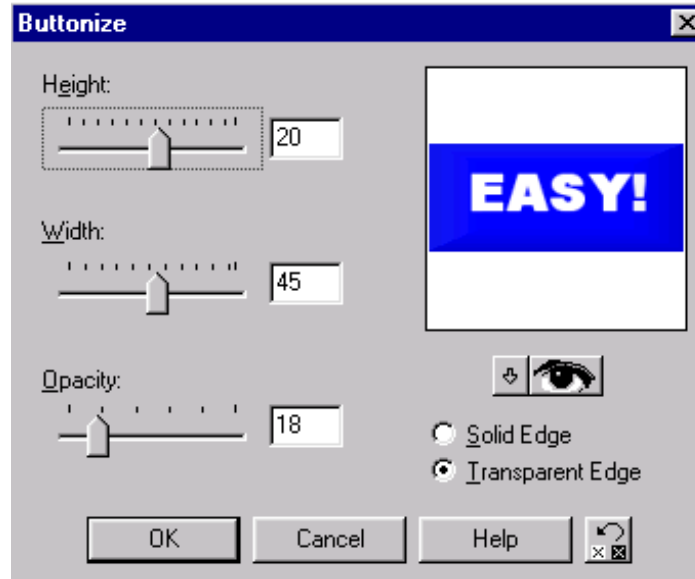 Buttonize
Height:
20
EASY!
Width:
45
Opacity:
18
Solid Edge
Transparent Edge
OK
Cancel
Help